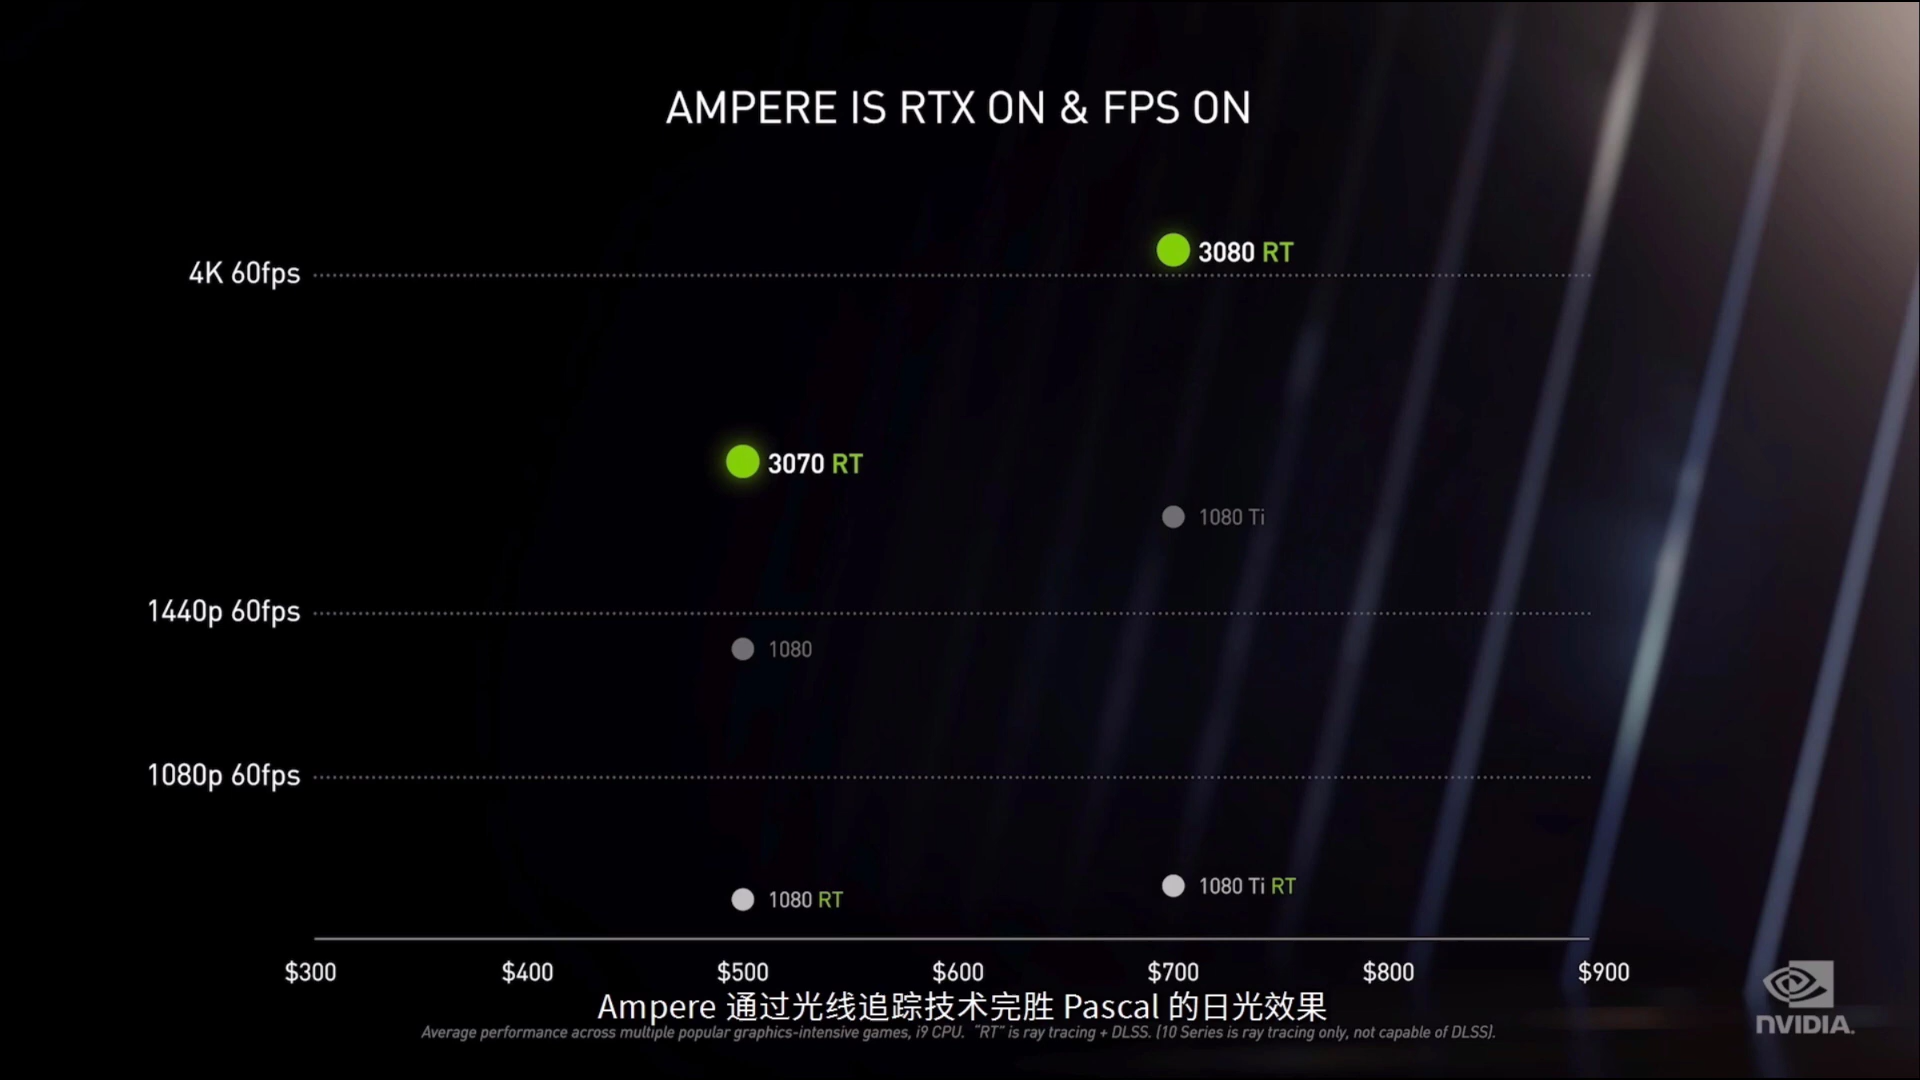 AMPERE IS RTX ON & FPS ON
4K 60fps
3080 RT
3070 RT
1080 Ti
1440p 60fps
1080
1080p 60fps
1080 RT
1080 Ti RT
$300 $400 $500 $600 $700 $800 $900
Ampere 通过光线追踪技术完胜 Pascal 的日光效果
Average performance across multiple popular graphics-intensive games, i9 CPU. "RT" is ray tracing + DLSS. (10 Series is ray tracing only, not capable of DLSS).
NVIDIA.